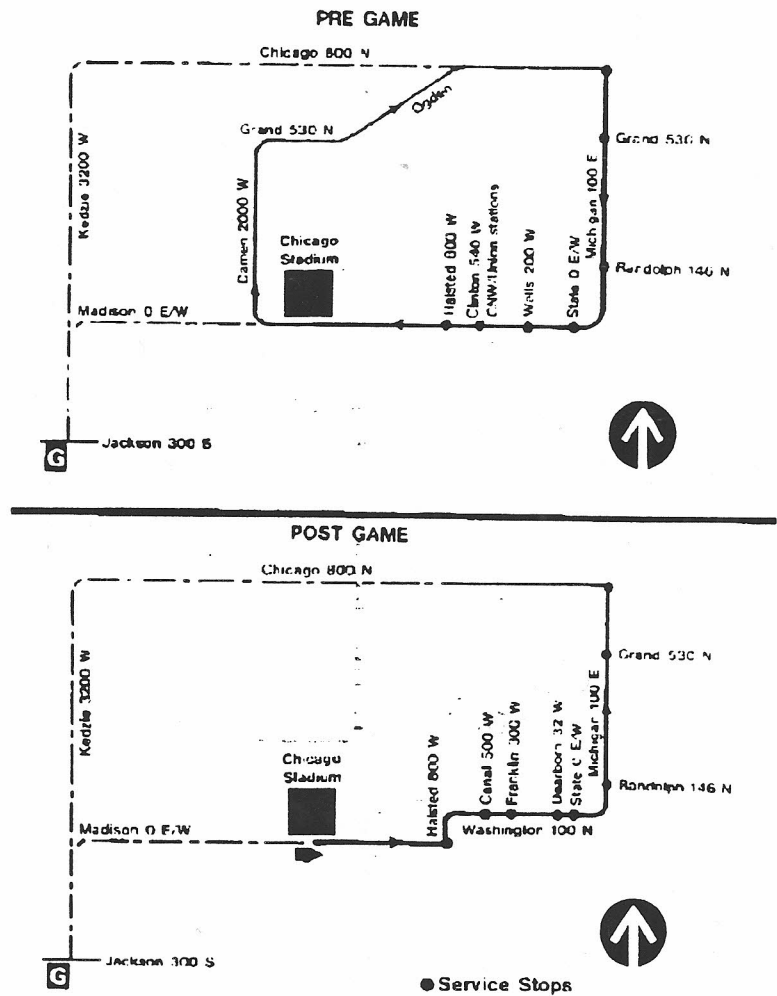 PRE GAME
Chicago 800 N
Ogden
Grand 530 N
Grand 530 N
Kedzie 3200 W
Damen 2000 W
Michigan 100 E
Chicago
Stadium
Halsted 800 W
Clinton 540 W
CNW/Union stations
Wells 200 W
State 0 E/W
Randolph 146 N
Madison 0 E/W
Jackson 300 S
G
POST GAME
Chicago 800 N
Grand 530 N
Kedzie 3200 W
Michigan 100 E
Chicago
Stadium
Halsted 800 W
Canal 500 W
Franklin 300 W
Dearborn 32 W
State 0 E/W
Randolph 146 N
Madison 0 E/W
Washington 100 N
Jackson 300 S
G
Service Stops